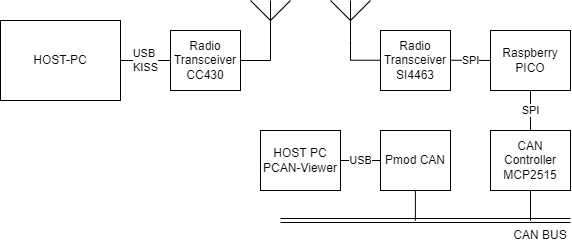 HOST-PC
USB
KISS
Radio
Transceiver
CC430
Radio
Transceiver
SI4463
SPI
Raspberry
PICO
SPI
HOST PC
PCAN-Viewer
USB
Pmod CAN
CAN
Controller
MCP2515
CAN BUS